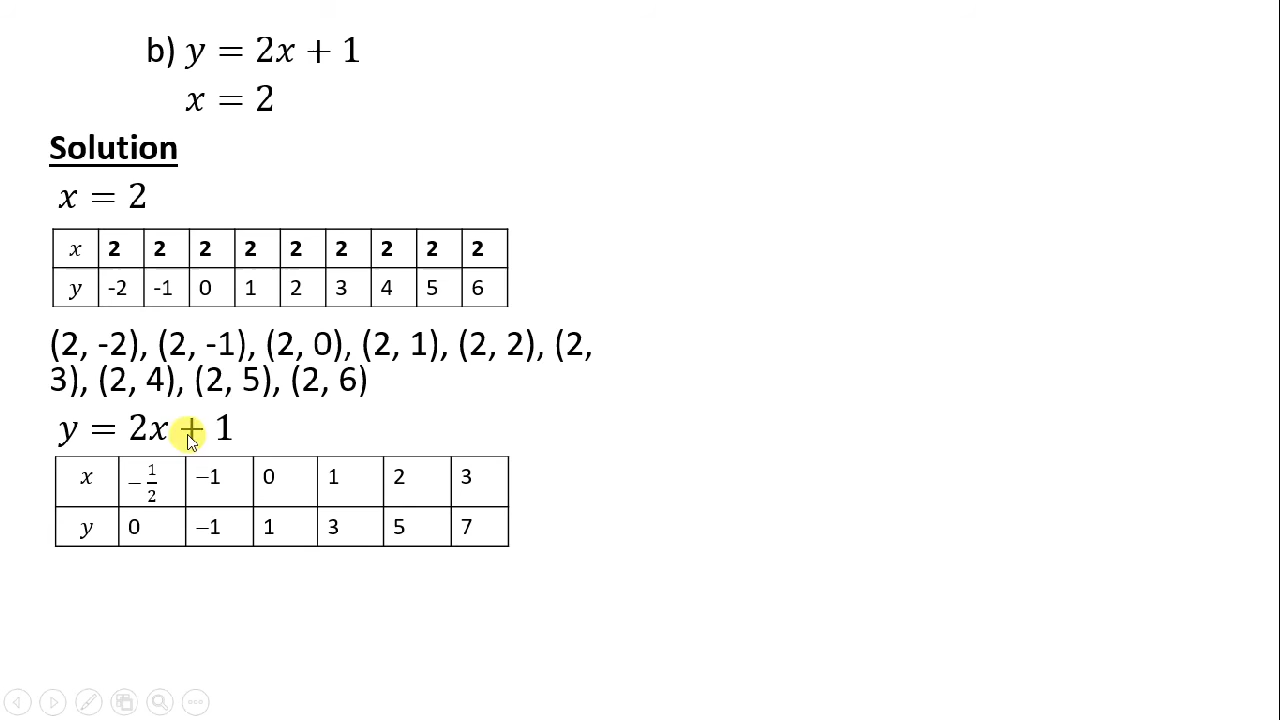 b) y = 2x + 1
x = 2
Solution
x = 2
x 2 2 2 2 2 2 2 2 2
y -2 -1 0 1 2 3 4 5 6
(2, -2), (2, -1), (2, 0), (2, 1), (2, 2), (2,
3), (2, 4), (2, 5), (2, 6)
y = 2x + 1
x −1/2 −1 0 1 2 3
y 0 −1 1 3 5 7